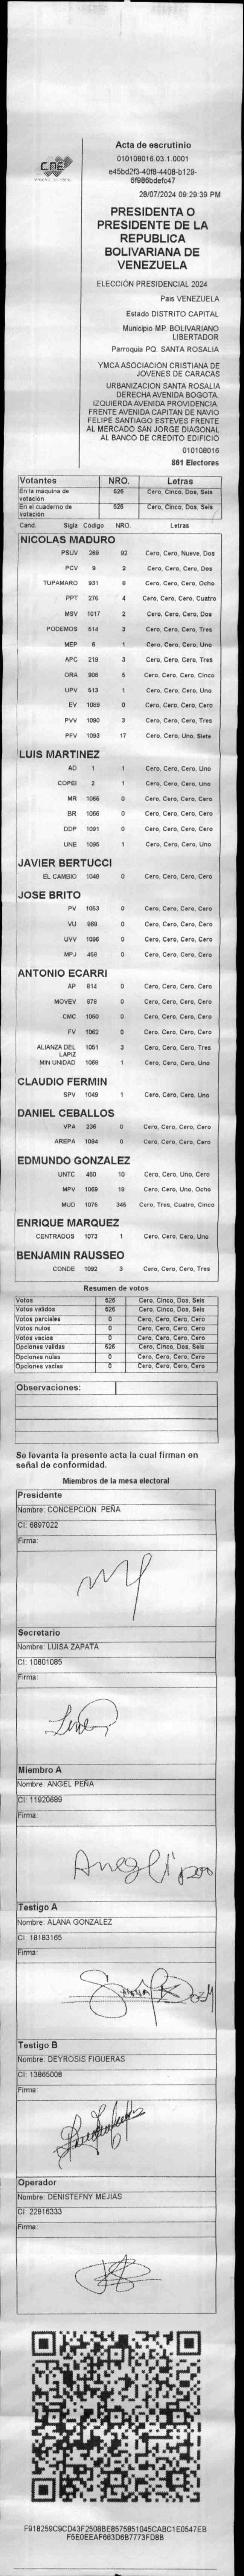 CNE
Acta de escrutinio
010108016.03.1.0001
e45bd2f3-40f8-4408-b129-
6f986bdefc47
28/07/2024 09:29:39 PM
PRESIDENTA O
PRESIDENTE DE LA
REPUBLICA
BOLIVARIANA DE
VENEZUELA
ELECCIÓN PRESIDENCIAL 2024
Pais VENEZUELA
Estado DISTRITO CAPITAL
Municipio MP. BOLIVARIANO
LIBERTADOR
Parroquia PQ. SANTA ROSALIA
YMCA ASOCIACION CRISTIANA DE
JOVENES DE CARACAS
URBANIZACION SANTA ROSALIA
DERECHA AVENIDA BOGOTA.
IZQUIERDA AVENIDA PROVIDENCIA.
FRENTE AVENIDA CAPITAN DE NAVIO
FELIPE SANTIAGO ESTEVES FRENTE
AL MERCADO SAN JORGE DIAGONAL
AL BANCO DE CREDITO EDIFICIO
010108016
861 Electores
Votantes NRO. Letras
En la máquina de votación 526 Cero, Cinco, Dos, Seis
En el cuaderno de votación 526 Cero, Cinco, Dos, Seis
Cand. Sigla Código NRO. Letras
NICOLAS MADURO
PSUV 269 92 Cero, Cero, Nueve, Dos
PCV 9 2 Cero, Cero, Cero, Dos
TUPAMARO 931 8 Cero, Cero, Cero, Ocho
PPT 276 4 Cero, Cero, Cero, Cuatro
MSV 1017 2 Cero, Cero, Cero, Dos
PODEMOS 514 3 Cero, Cero, Cero, Tres
MEP 6 1 Cero, Cero, Cero, Uno
APC 219 3 Cero, Cero, Cero, Tres
ORA 906 5 Cero, Cero, Cero, Cinco
UPV 513 1 Cero, Cero, Cero, Uno
EV 1089 0 Cero, Cero, Cero, Cero
PVV 1090 3 Cero, Cero, Cero, Tres
PFV 1093 17 Cero, Cero, Uno, Siete
LUIS MARTINEZ
AD 1 1 Cero, Cero, Cero, Uno
COPEI 2 1 Cero, Cero, Cero, Uno
MR 1065 0 Cero, Cero, Cero, Cero
BR 1066 0 Cero, Cero, Cero, Cero
DDP 1091 0 Cero, Cero, Cero, Cero
UNE 1095 1 Cero, Cero, Cero, Uno
JAVIER BERTUCCI
EL CAMBIO 1048 0 Cero, Cero, Cero, Cero
JOSE BRITO
PV 1053 0 Cero, Cero, Cero, Cero
VU 968 0 Cero, Cero, Cero, Cero
UVV 1096 0 Cero, Cero, Cero, Cero
MPJ 458 0 Cero, Cero, Cero, Cero
ANTONIO ECARRI
AP 814 0 Cero, Cero, Cero, Cero
MOVEV 878 0 Cero, Cero, Cero, Cero
CMC 1050 0 Cero, Cero, Cero, Cero
FV 1062 0 Cero, Cero, Cero, Cero
ALIANZA DEL 1051 3 Cero, Cero, Cero, Tres
LAPIZ
MIN UNIDAD 1068 1 Cero, Cero, Cero, Uno
CLAUDIO FERMIN
SPV 1049 1 Cero, Cero, Cero, Uno
DANIEL CEBALLOS
VPA 236 0 Cero, Cero, Cero, Cero
AREPA 1094 0 Cero, Cero, Cero, Cero
EDMUNDO GONZALEZ
UNTC 460 10 Cero, Cero, Uno, Cero
MPV 1069 18 Cero, Cero, Uno, Ocho
MUD 1075 345 Cero, Tres, Cuatro, Cinco
ENRIQUE MARQUEZ
CENTRADOS 1073 1 Cero, Cero, Cero, Uno
BENJAMIN RAUSSEO
CONDE 1092 3 Cero, Cero, Cero, Tres
Resumen de votos
Votos 526 Cero, Cinco, Dos, Seis
Votos validos 526 Cero, Cinco, Dos, Seis
Votos parciales 0 Cero, Cero, Cero, Cero
Votos nulos 0 Cero, Cero, Cero, Cero
Votos vacios 0 Cero, Cero, Cero, Cero
Opciones validas 526 Cero, Cinco, Dos, Seis
Opciones nulas 0 Cero, Cero, Cero, Cero
Opciones vacias 0 Cero, Cero, Cero, Cero
Observaciones:
Se levanta la presente acta la cual firman en
señal de conformidad.
Miembros de la mesa electoral
Presidente
Nombre: CONCEPCION PEÑA
CI: 6897022
Firma:
Secretario
Nombre: LUISA ZAPATA
CI: 10801085
Firma:
Miembro A
Nombre: ANGEL PEÑA
CI: 11920689
Firma:
Testigo A
Nombre: ALANA GONZALEZ
CI: 18183165
Firma:
Testigo B
Nombre: DEYROSIS FIGUERAS
CI: 13865008
Firma:
Operador
Nombre: DENISTEFNY MEJIAS
CI: 22916333
Firma:
F918259C9CD43F2508BE8575851045CABC1E0547EB
F5E0EEAF663D6B7773FD8B